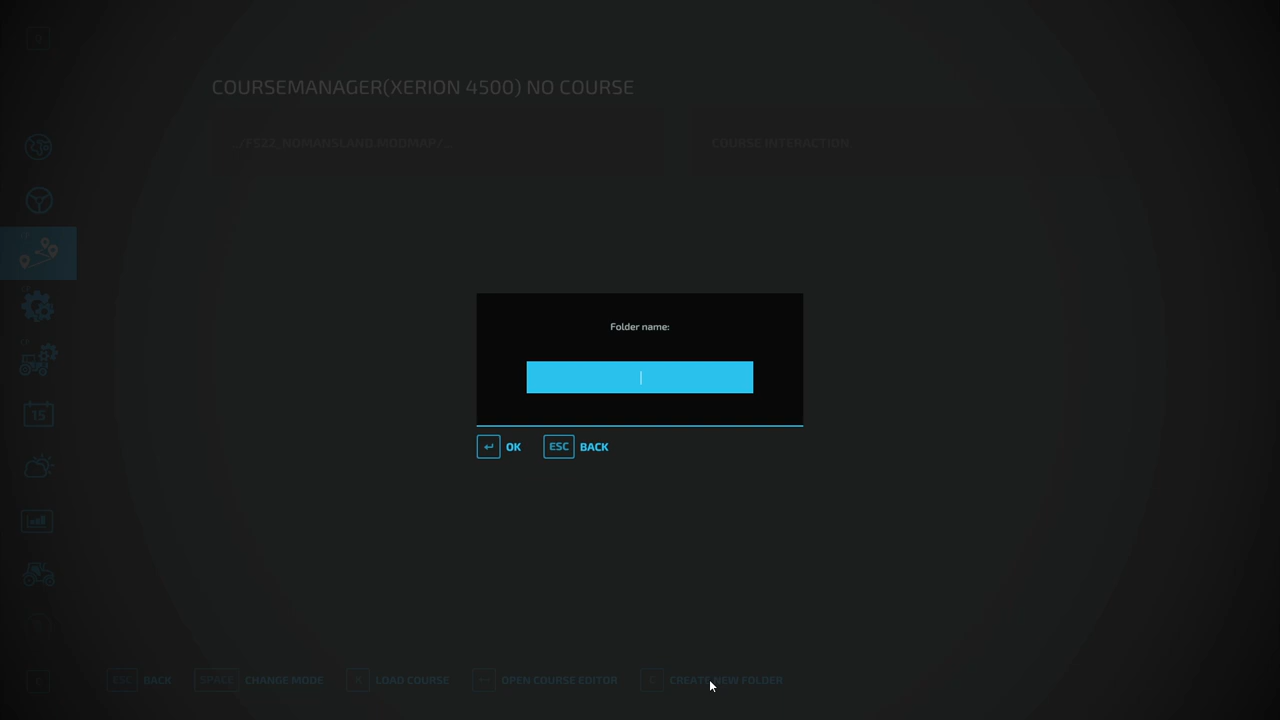 COURSEMANAGER(XERION 4500) NO COURSE
../FS22_NOMANSLAND.MODMAP/...
COURSE INTERACTION
Folder name:
OK
ESC BACK
15
ESC BACK
SPACE CHANGE MODE
LOAD COURSE
OPEN COURSE EDITOR
CREATE NEW FOLDER